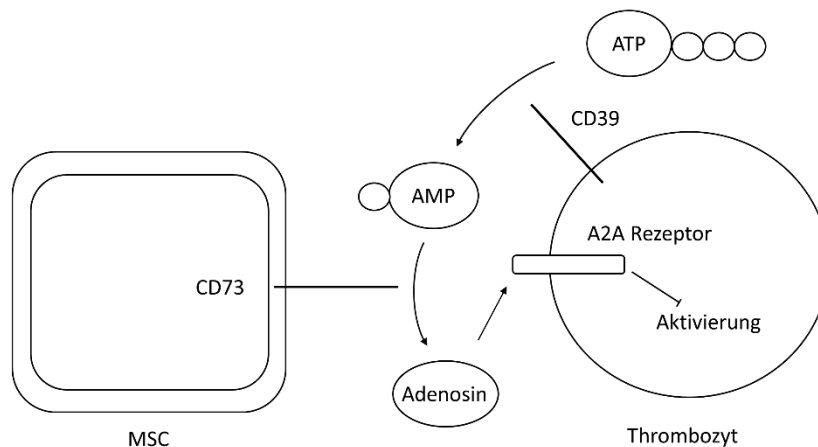 ATP
CD39
AMP
A2A Rezeptor
CD73
Aktivierung
Adenosin
MSC
Thrombozyt